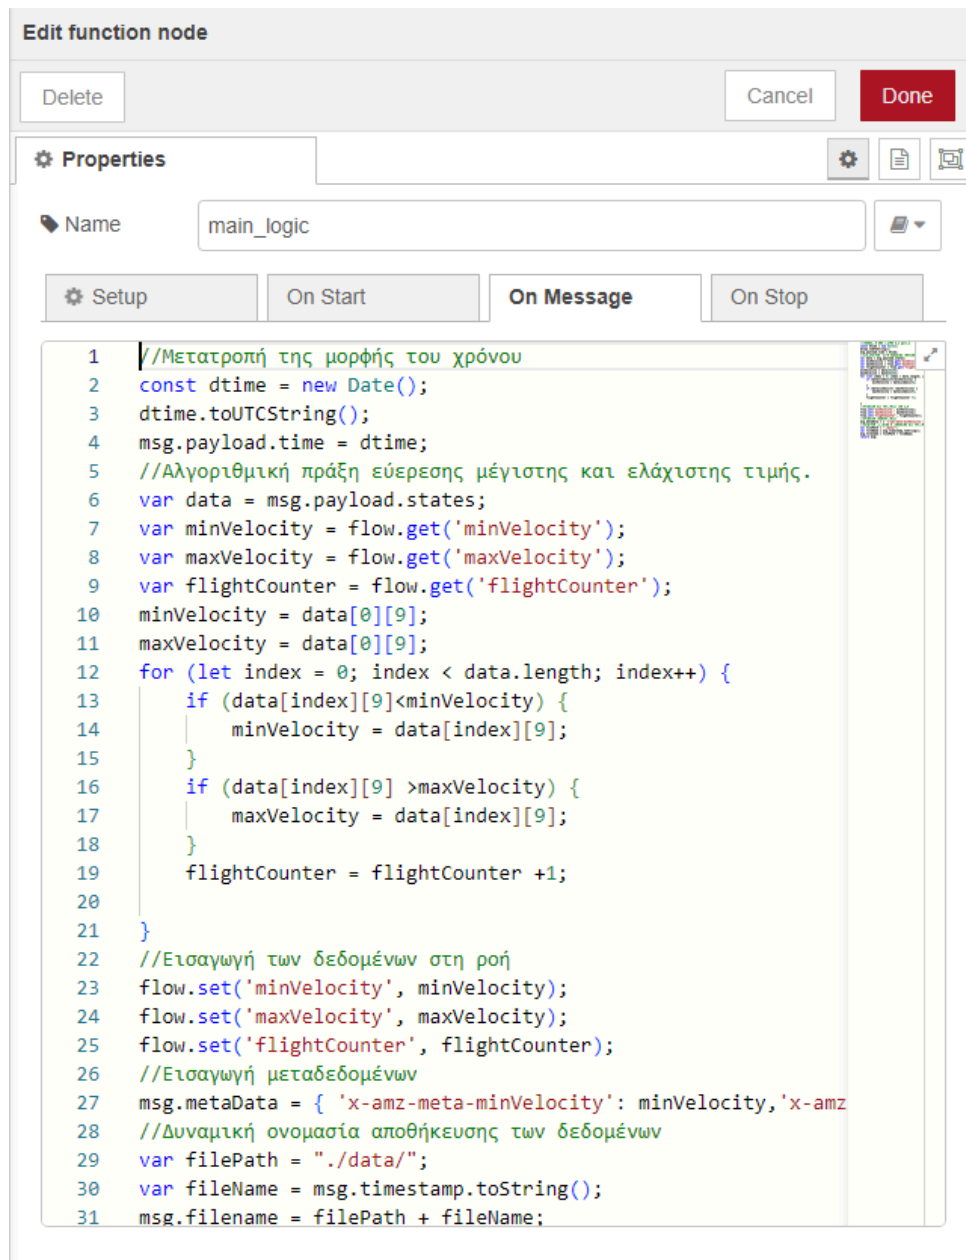 Edit function node
Delete
Cancel
Done
Properties
Name
main_logic
Setup
On Start
On Message
On Stop
1 //Μετατροπή της μορφής του χρόνου
2 const dtime = new Date();
3 dtime.toUTCString();
4 msg.payload.time = dtime;
5 //Αλγοριθμική πράξη εύερεσης μέγιστης και ελάχιστης τιμής.
6 var data = msg.payload.states;
7 var minVelocity = flow.get('minVelocity');
8 var maxVelocity = flow.get('maxVelocity');
9 var flightCounter = flow.get('flightCounter');
10 minVelocity = data[0][9];
11 maxVelocity = data[0][9];
12 for (let index = 0; index < data.length; index++) {
13 if (data[index][9]<minVelocity) {
14 minVelocity = data[index][9];
15 }
16 if (data[index][9] >maxVelocity) {
17 maxVelocity = data[index][9];
18 }
19 flightCounter = flightCounter +1;
20
21 }
22 //Εισαγωγή των δεδομένων στη ροή
23 flow.set('minVelocity', minVelocity);
24 flow.set('maxVelocity', maxVelocity);
25 flow.set('flightCounter', flightCounter);
26 //Εισαγωγή μεταδεδομένων
27 msg.metaData = { 'x-amz-meta-minVelocity': minVelocity,'x-amz
28 //Δυναμική ονομασία αποθήκευσης των δεδομένων
29 var filePath = "./data/";
30 var fileName = msg.timestamp.toString();
31 msg.filename = filePath + fileName;